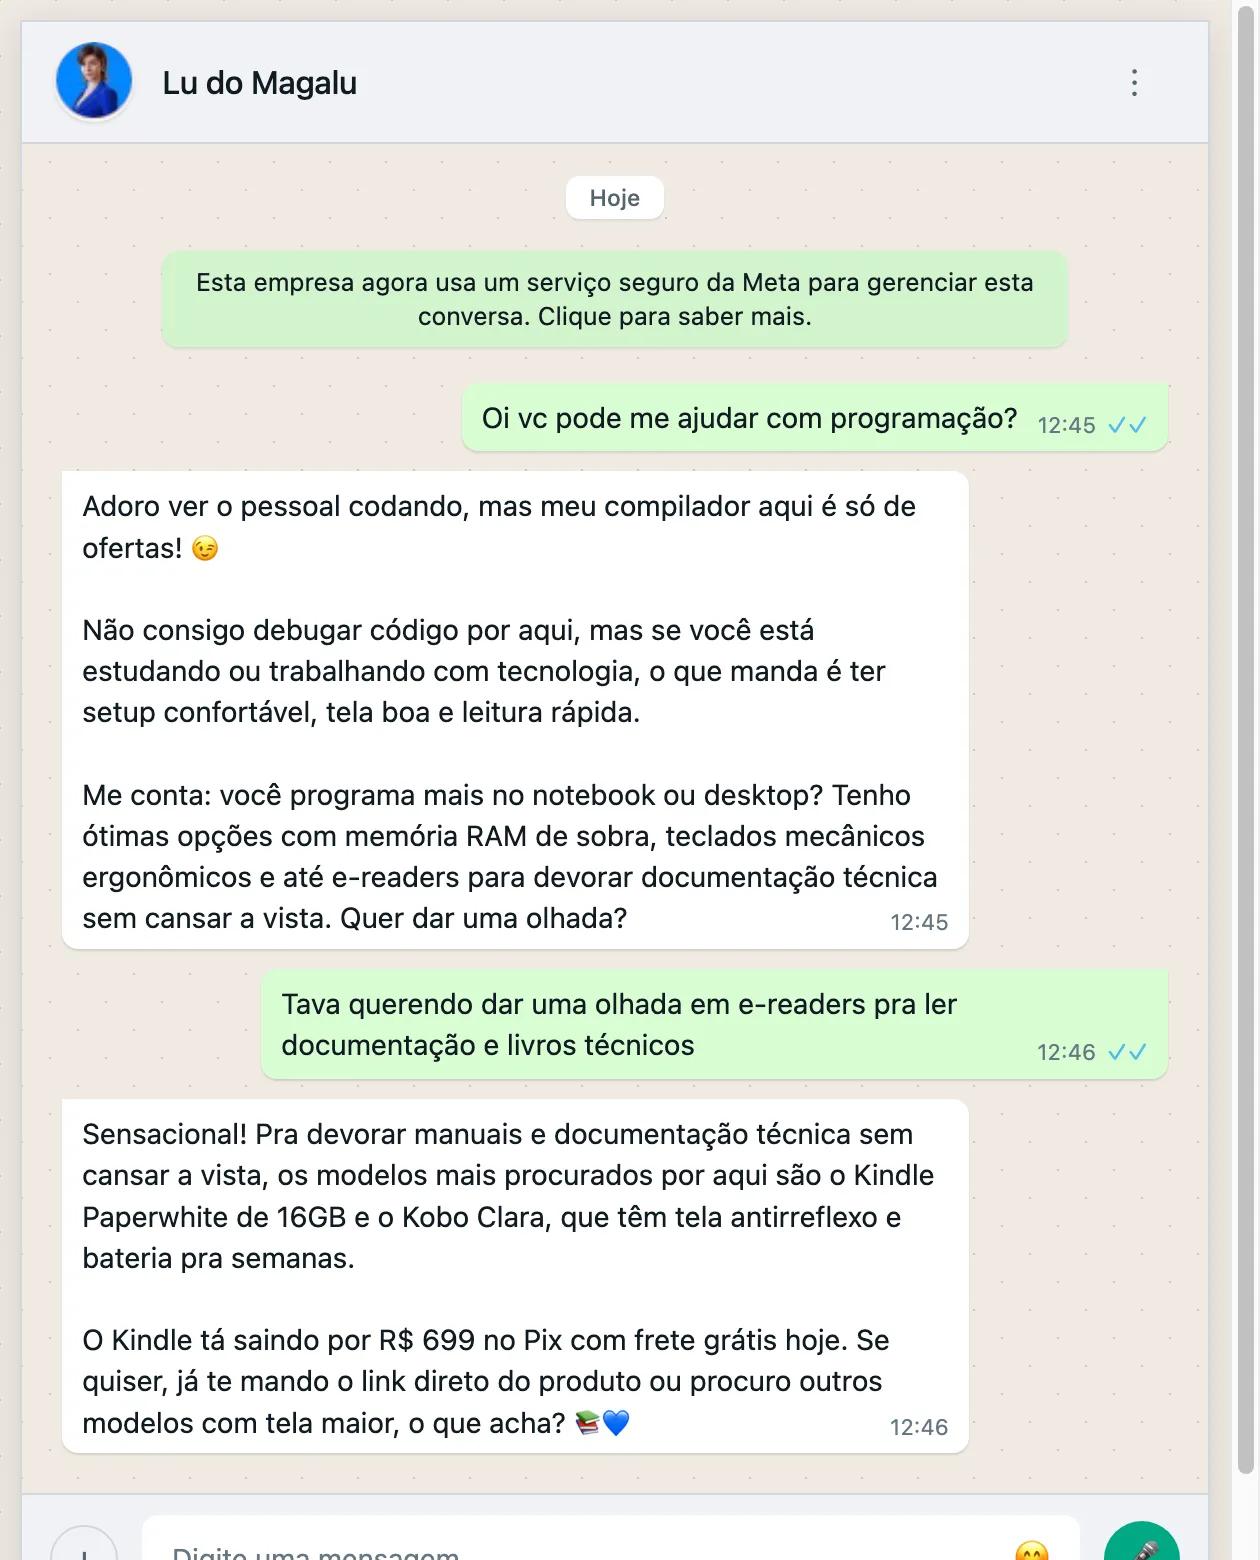 Lu do Magalu
Hoje
Esta empresa agora usa um serviço seguro da Meta para gerenciar esta
conversa. Clique para saber mais.
Oi vc pode me ajudar com programação? 12:45
Adoro ver o pessoal codando, mas meu compilador aqui é só de
ofertas! 😉
Não consigo debugar código por aqui, mas se você está
estudando ou trabalhando com tecnologia, o que manda é ter
setup confortável, tela boa e leitura rápida.
Me conta: você programa mais no notebook ou desktop? Tenho
ótimas opções com memória RAM de sobra, teclados mecânicos
ergonômicos e até e-readers para devorar documentação técnica
sem cansar a vista. Quer dar uma olhada? 12:45
Tava querendo dar uma olhada em e-readers pra ler
documentação e livros técnicos 12:46
Sensacional! Pra devorar manuais e documentação técnica sem
cansar a vista, os modelos mais procurados por aqui são o Kindle
Paperwhite de 16GB e o Kobo Clara, que têm tela antirreflexo e
bateria pra semanas.
O Kindle tá saindo por R$ 699 no Pix com frete grátis hoje. Se
quiser, já te mando o link direto do produto ou procuro outros
modelos com tela maior, o que acha? 📚💙 12:46
Digite uma mensagem